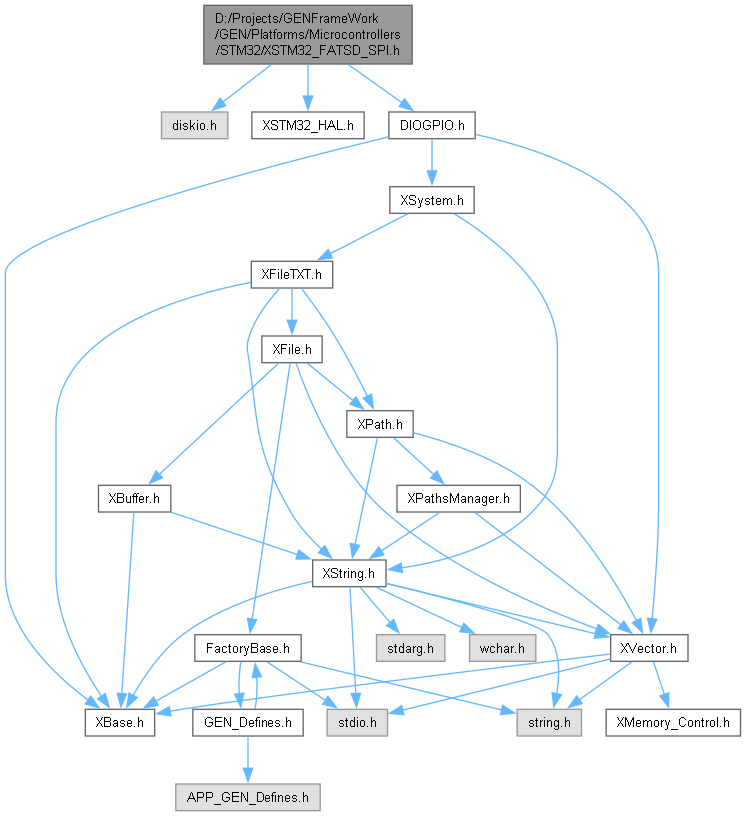 D:/Projects/GENFrameWork
/GEN/Platforms/Microcontrollers
/STM32/XSTM32_FATSD_SPI.h
diskio.h
XSTM32_HAL.h
DIOGPIO.h
XSystem.h
XFileTXT.h
XFile.h
XPath.h
XBuffer.h
XPathsManager.h
XString.h
FactoryBase.h
stdarg.h
wchar.h
XVector.h
XBase.h
GEN_Defines.h
stdio.h
string.h
XMemory_Control.h
APP_GEN_Defines.h